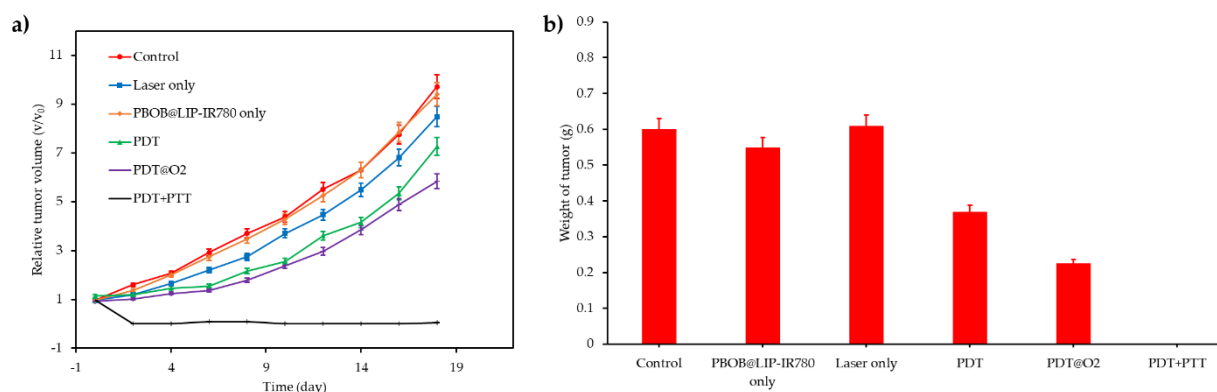 a)
Relative tumor volume (v/v₀)
11
9
7
5
3
1
-1
Control
Laser only
PBOB@LIP-IR780 only
PDT
PDT@O2
PDT+PTT
-1
4
9
14
19
Time (day)
b)
Weight of tumor (g)
0.9
0.8
0.7
0.6
0.5
0.4
0.3
0.2
0.1
0
Control
PBOB@LIP-IR780
only
Laser only
PDT
PDT@O2
PDT+PTT